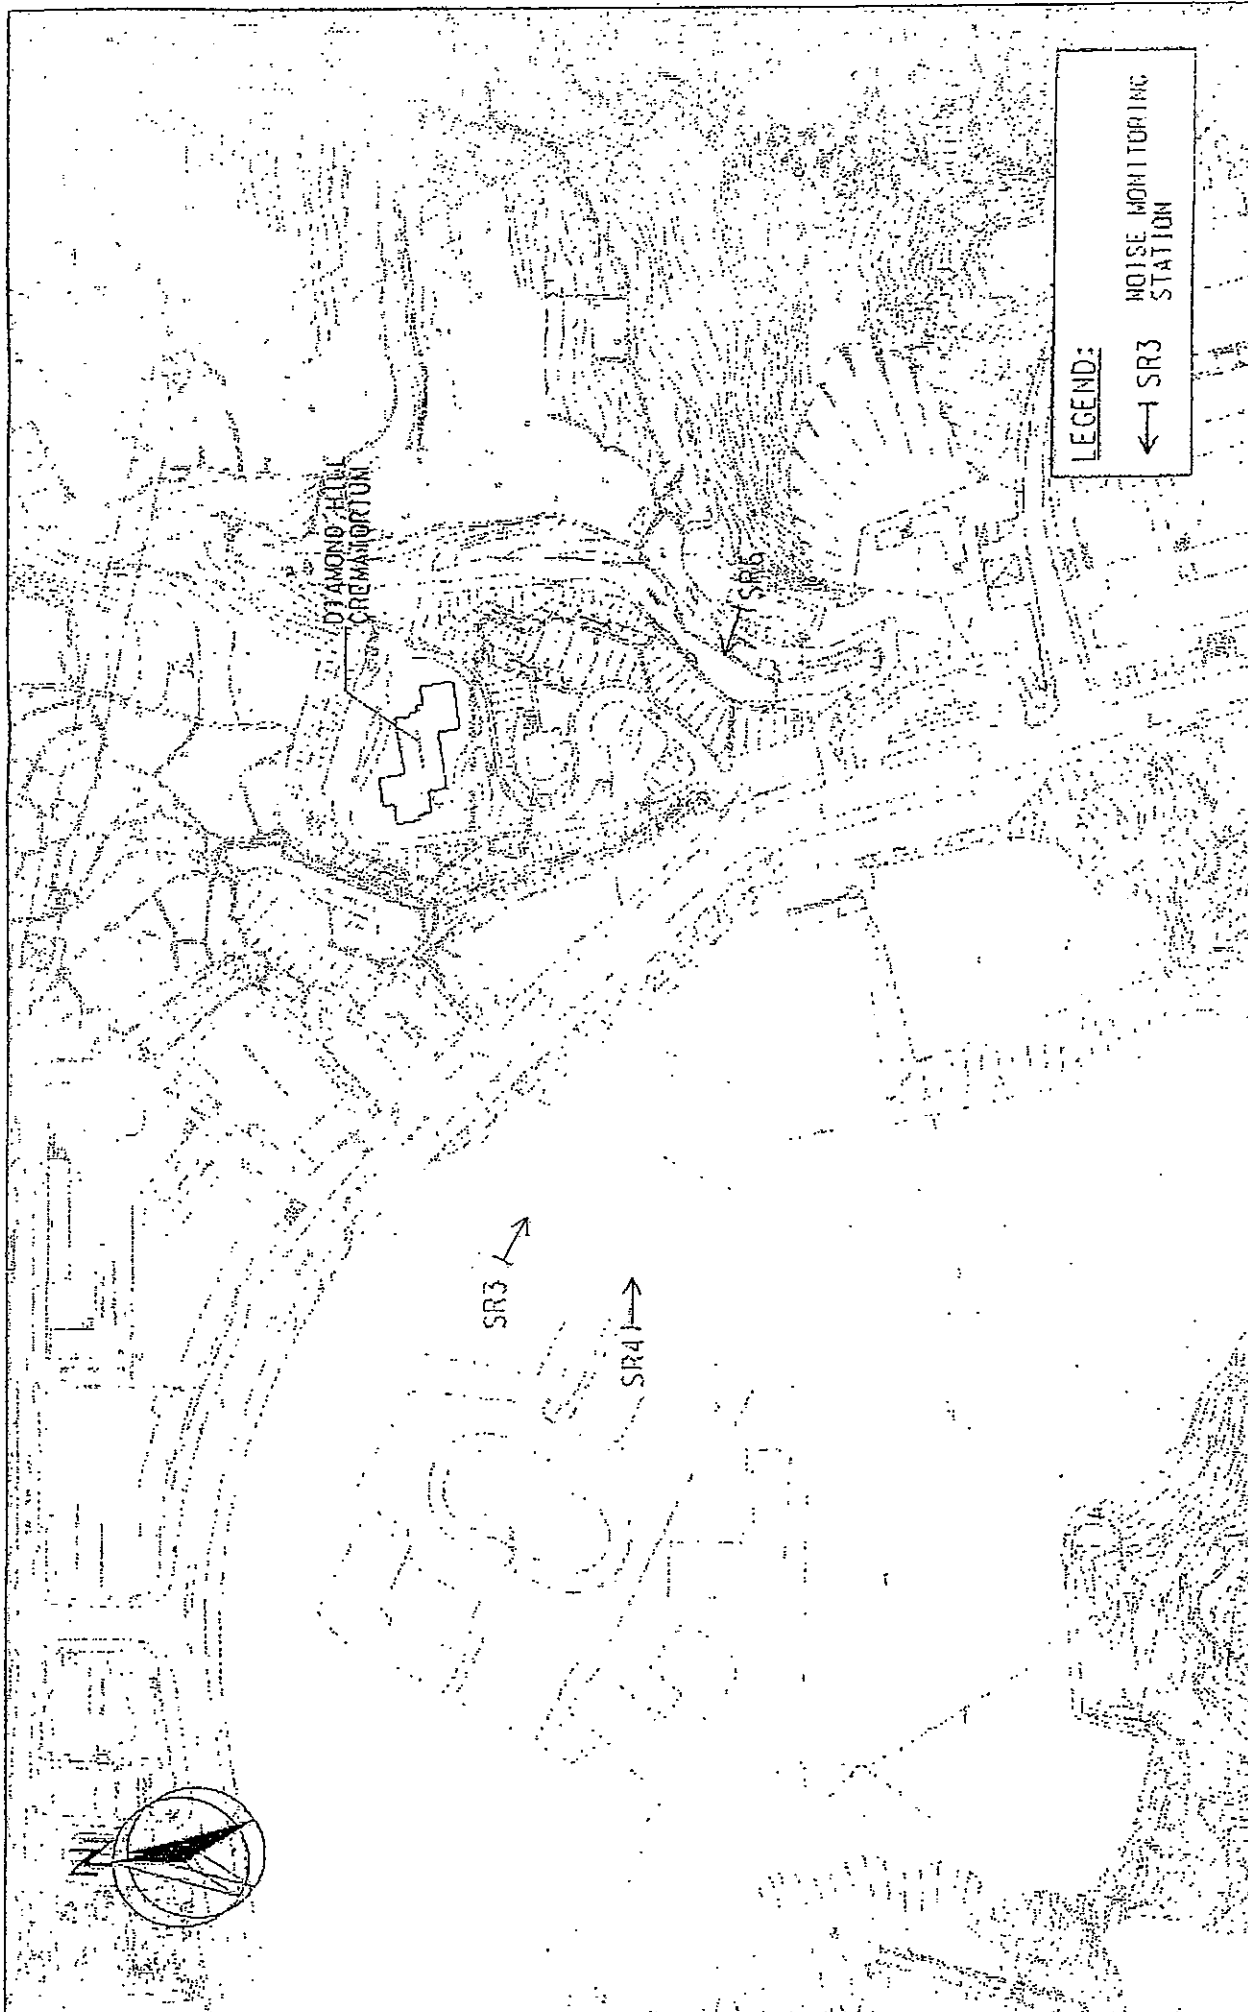 N
DIAMOND HILL
CREMATORIUM
SR3
SR4
SR6
LEGEND:
SR3 NOISE MONITORING
STATION